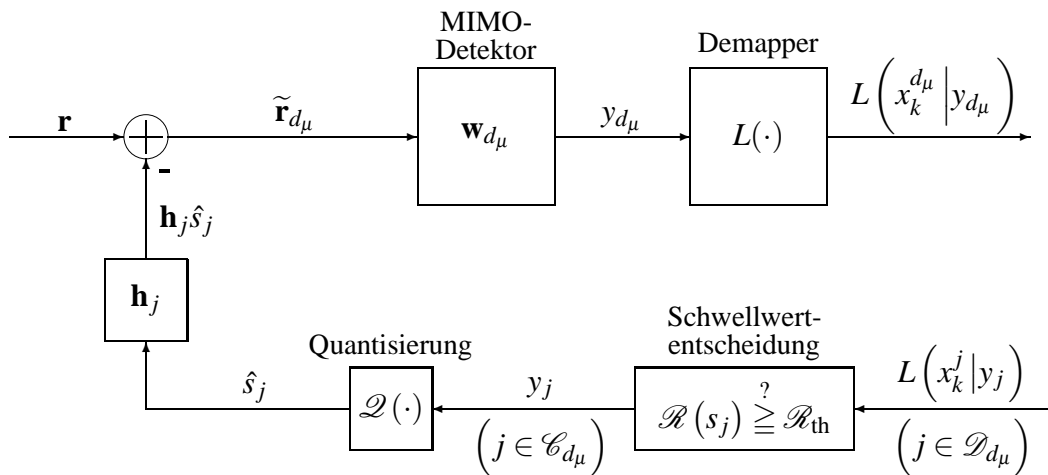 MIMO-
Detektor
Demapper
r
+
-
r̃_{d_μ}
w_{d_μ}
y_{d_μ}
L(·)
L(x_k^{d_μ} | y_{d_μ})
h_j ŝ_j
h_j
Quantisierung
Schwellwert-
entscheidung
ŝ_j
𝒬(·)
y_j
(j ∈ 𝒞_{d_μ})
ℛ(s_j) ≧^? ℛ_th
L(x_k^j | y_j)
(j ∈ 𝒟_{d_μ})